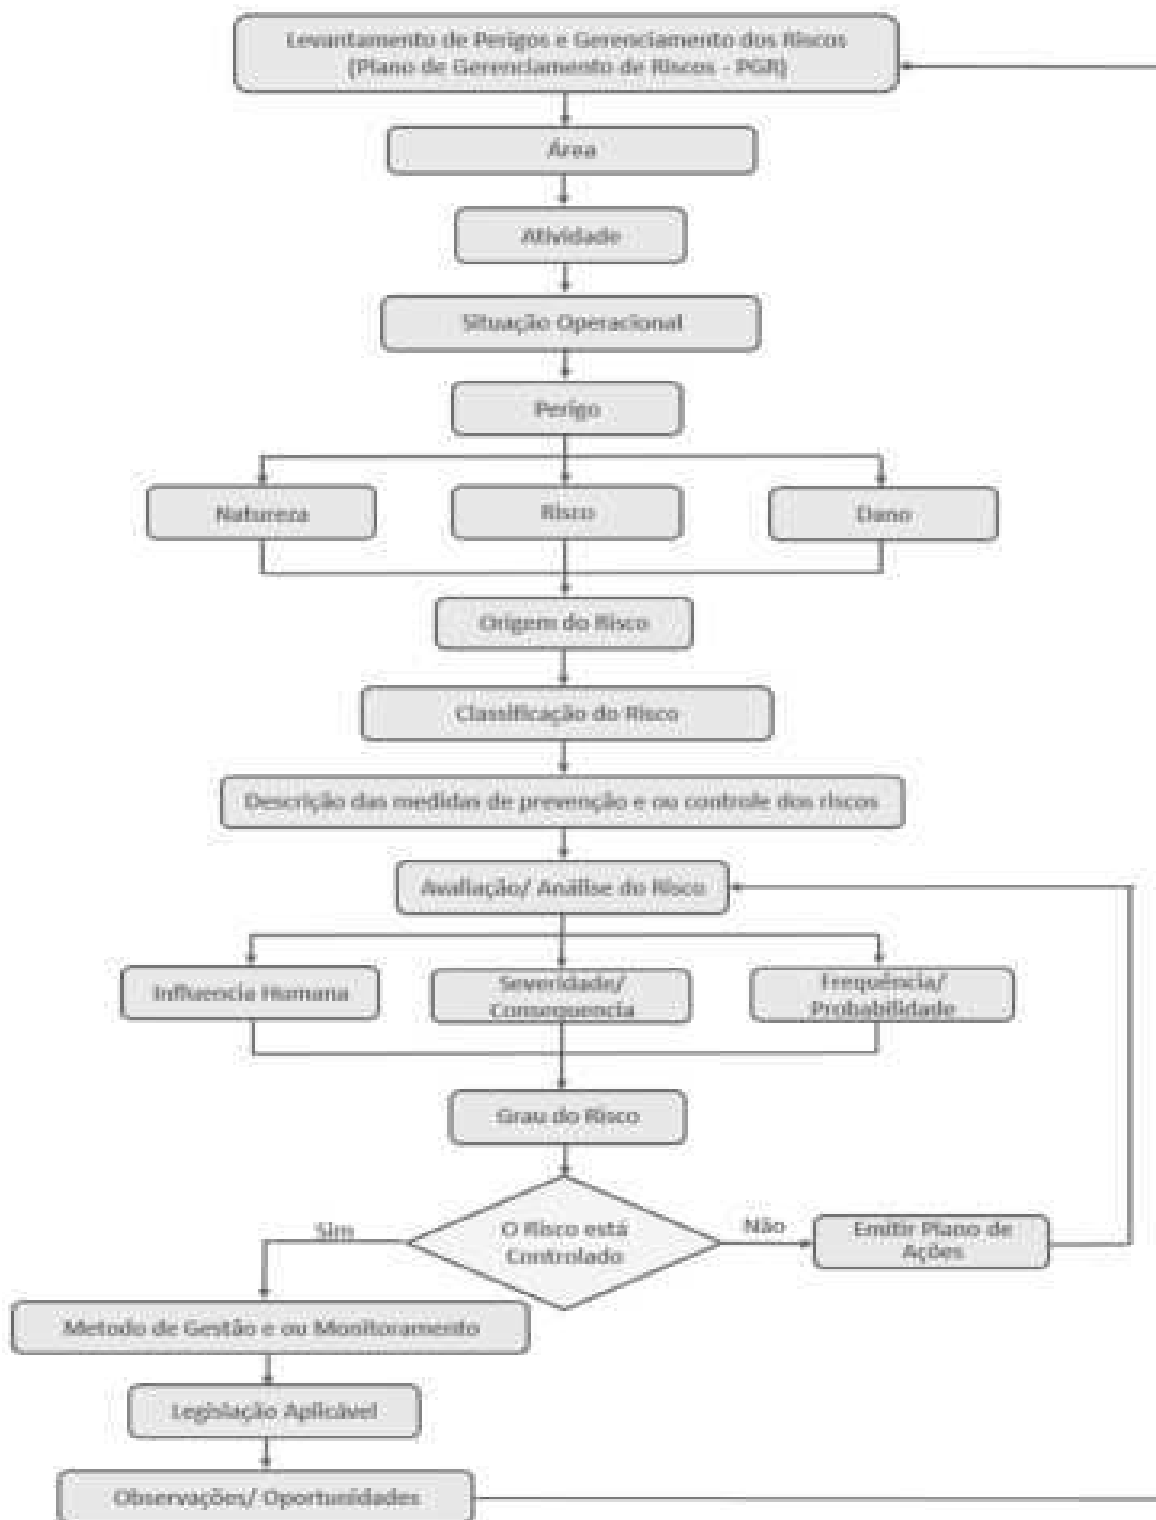 Levantamento de Perigos e Gerenciamento dos Riscos
(Plano de Gerenciamento de Riscos - PGR)
Área
Atividade
Situação Operacional
Perigo
Natureza
Risco
Dano
Origem do Risco
Classificação do Risco
Descrição das medidas de prevenção e ou controle dos riscos
Avaliação/ Análise do Risco
Influencia Humana
Severidade/
Consequencia
Frequência/
Probabilidade
Grau do Risco
Sim
O Risco está
Controlado
Não
Emitir Plano de
Ações
Metodo de Gestão e ou Monitoramento
Legislação Aplicável
Observações/ Oportunidades